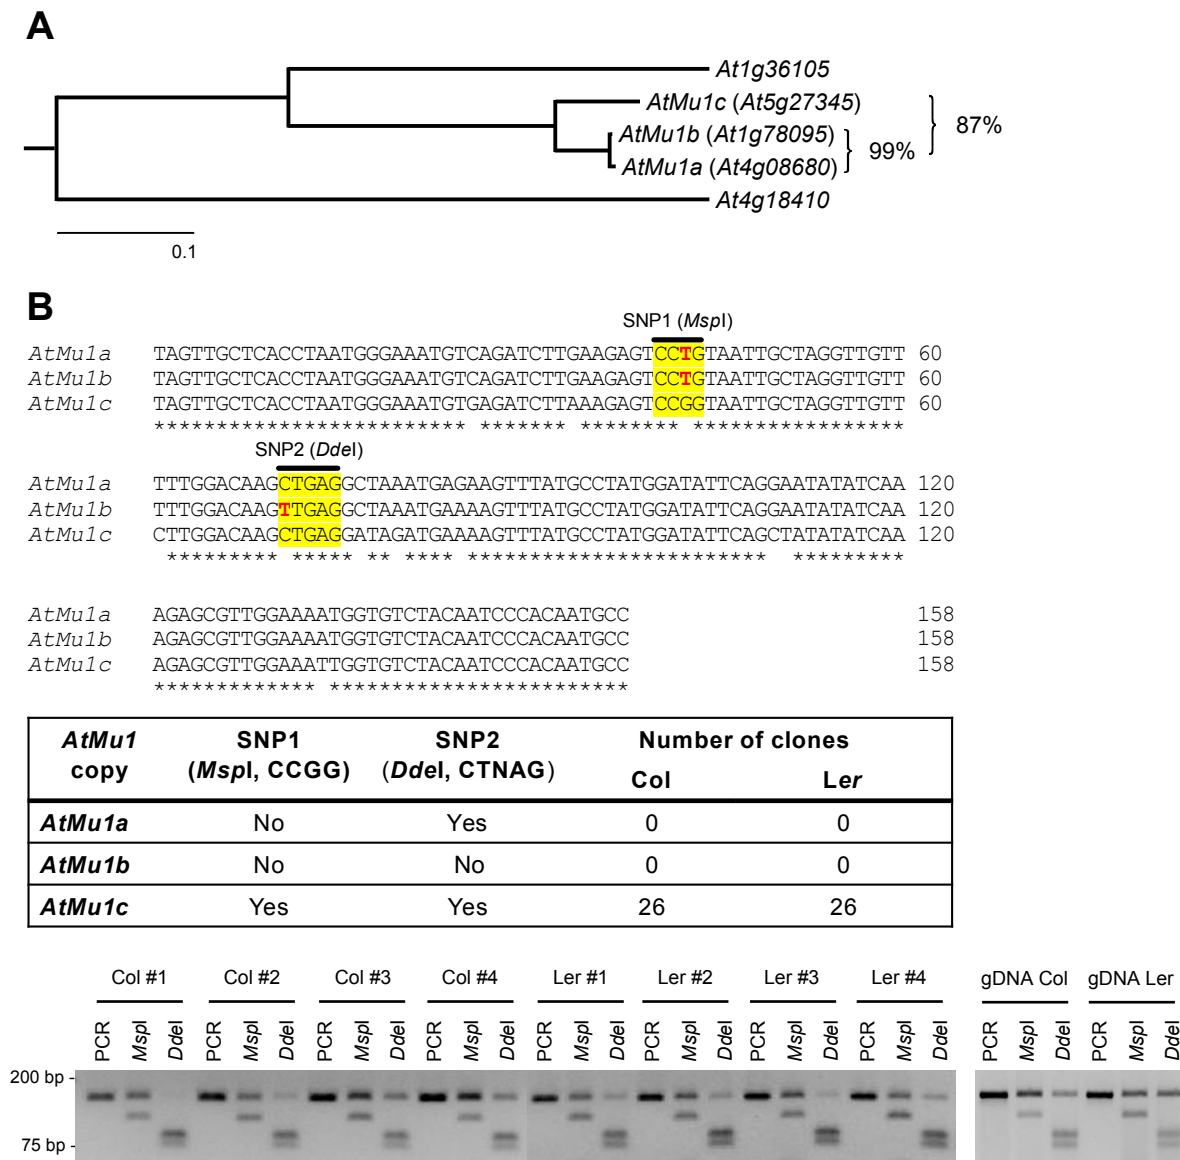 A
At1g36105
AtMu1c (At5g27345)
AtMu1b (At1g78095)
AtMu1a (At4g08680)
At4g18410
99%
87%
0.1
B
SNP1 (MspI)
AtMu1a TAGTTGCTCACCTAATGGGAAATGTCAGATCTTGAAGAGTCCTGTAATTGCTAGGTTGTT 60
AtMu1b TAGTTGCTCACCTAATGGGAAATGTCAGATCTTGAAGAGTCCTGTAATTGCTAGGTTGTT 60
AtMu1c TAGTTGCTCACCTAATGGGAAATGTGAGATCTTAAAGAGTCCGGTAATTGCTAGGTTGTT 60
************************* ******* ******** *****************
SNP2 (DdeI)
AtMu1a TTTGGACAAGCTGAGGCTAAATGAGAAGTTTATGCCTATGGATATTCAGGAATATATCAA 120
AtMu1b TTTGGACAAGTTGAGGCTAAATGAAAAGTTTATGCCTATGGATATTCAGGAATATATCAA 120
AtMu1c CTTGGACAAGCTGAGGATAGATGAAAAGTTTATGCCTATGGATATTCAGCTATATATCAA 120
********* ***** ** **** ************************ *********
AtMu1a AGAGCGTTGGAAAATGGTGTCTACAATCCCACAATGCC 158
AtMu1b AGAGCGTTGGAAAATGGTGTCTACAATCCCACAATGCC 158
AtMu1c AGAGCGTTGGAAATTGGTGTCTACAATCCCACAATGCC 158
************* ************************
AtMu1 copy SNP1 (MspI, CCGG) SNP2 (DdeI, CTNAG) Number of clones
Col Ler
AtMu1a No Yes 0 0
AtMu1b No No 0 0
AtMu1c Yes Yes 26 26
Col #1 Col #2 Col #3 Col #4 Ler #1 Ler #2 Ler #3 Ler #4 gDNA Col gDNA Ler
PCR MspI DdeI PCR MspI DdeI PCR MspI DdeI PCR MspI DdeI PCR MspI DdeI PCR MspI DdeI PCR MspI DdeI PCR MspI DdeI PCR MspI DdeI PCR MspI DdeI
200 bp -
75 bp -